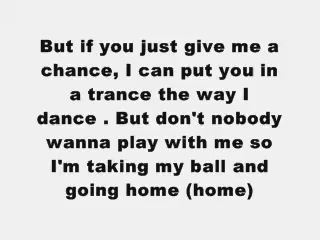 But if you just give me a
chance, I can put you in
a trance the way I
dance . But don't nobody
wanna play with me so
I'm taking my ball and
going home (home)